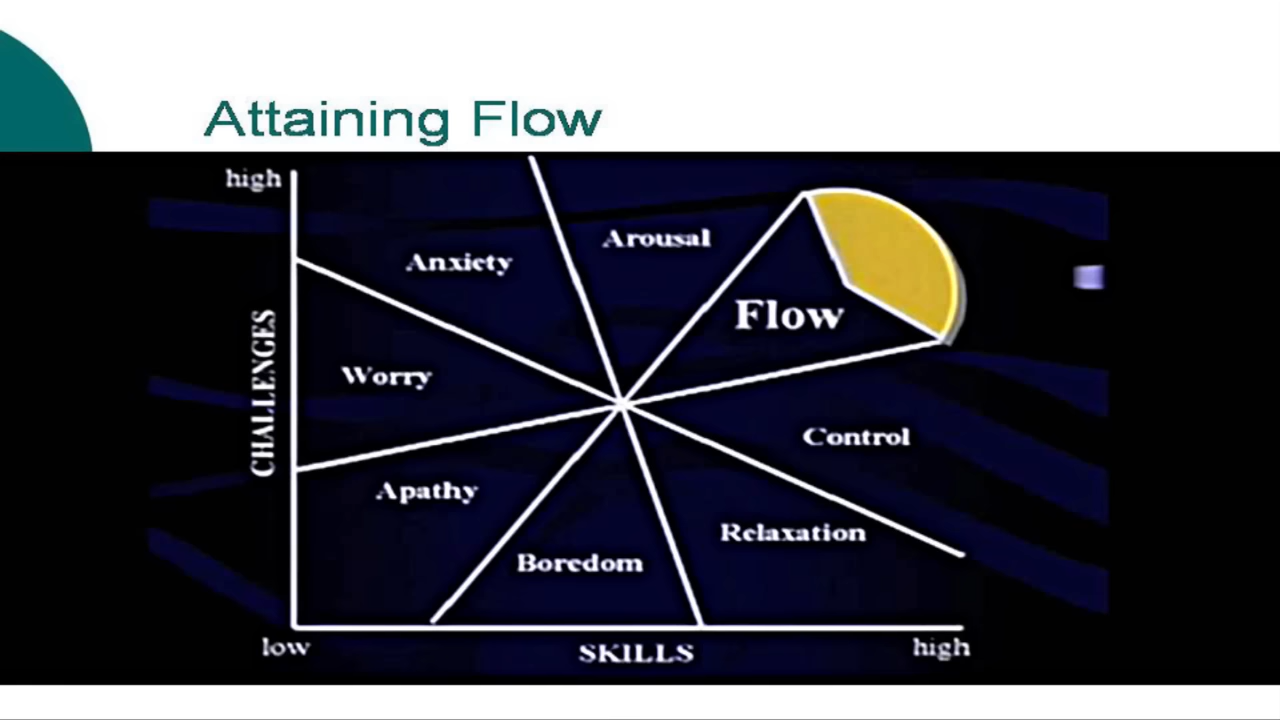 Attaining Flow
high
Arousal
Anxiety
Flow
CHALLENGES
Worry
Control
Apathy
Relaxation
Boredom
low
SKILLS
high